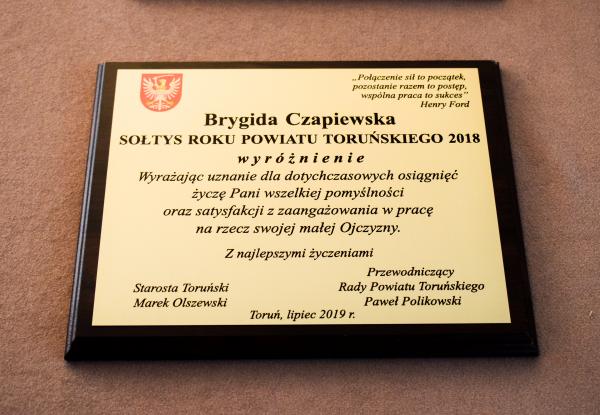 „Połączenie sił to początek,
pozostanie razem to postęp,
wspólna praca to sukces”
Henry Ford
Brygida Czapiewska
SOŁTYS ROKU POWIATU TORUŃSKIEGO 2018
wyróżnienie
Wyrażając uznanie dla dotychczasowych osiągnięć
życzę Pani wszelkiej pomyślności
oraz satysfakcji z zaangażowania w pracę
na rzecz swojej małej Ojczyzny.
Z najlepszymi życzeniami
Starosta Toruński
Marek Olszewski
Przewodniczący
Rady Powiatu Toruńskiego
Paweł Polikowski
Toruń, lipiec 2019 r.